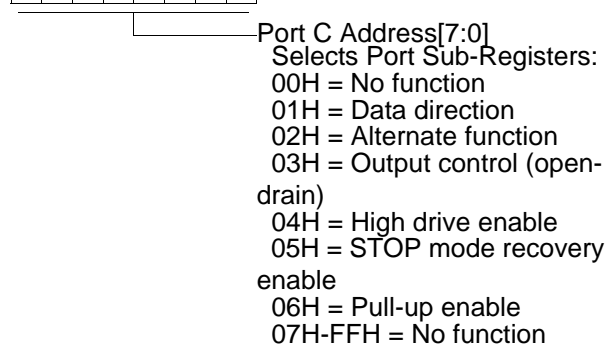 Port C Address[7:0]
Selects Port Sub-Registers:
00H = No function
01H = Data direction
02H = Alternate function
03H = Output control (open-
drain)
04H = High drive enable
05H = STOP mode recovery
enable
06H = Pull-up enable
07H-FFH = No function